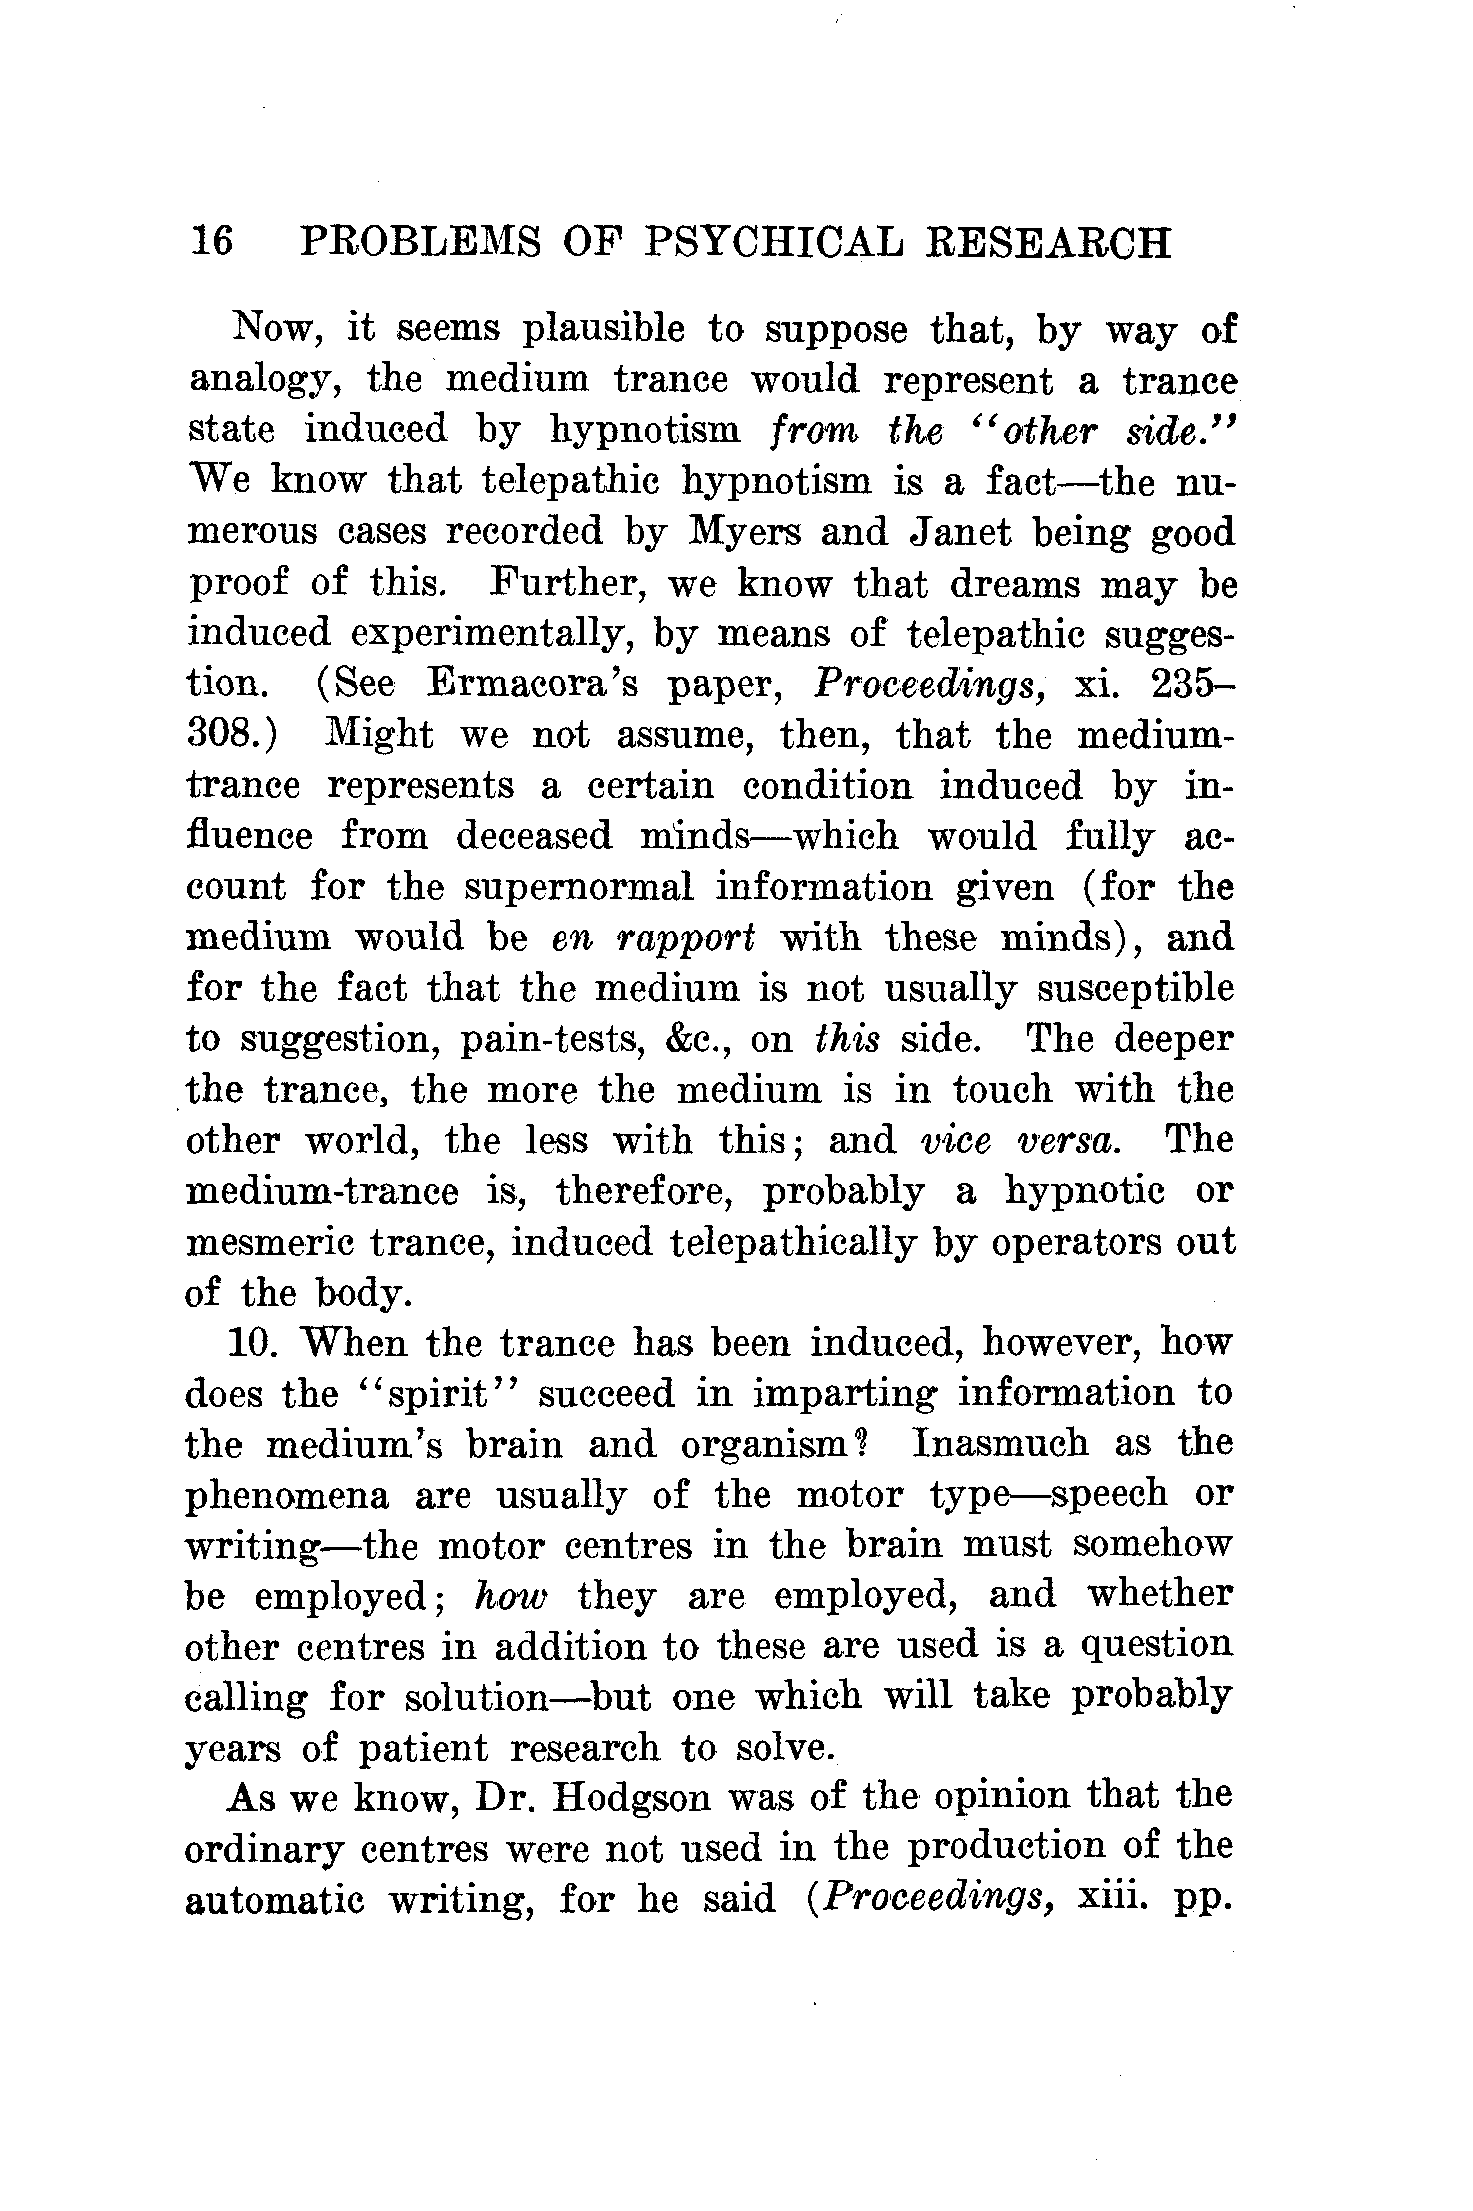 16 PROBLEMS OF PSYCHICAL RESEARCH
Now, it seems plausible to suppose that, by way of
analogy, the medium trance would represent a trance
state induced by hypnotism from the "other side."
We know that telepathic hypnotism is a fact—the nu-
merous cases recorded by Myers and Janet being good
proof of this. Further, we know that dreams may be
induced experimentally, by means of telepathic sugges-
tion. (See Ermacora's paper, Proceedings, xi. 235–
308.) Might we not assume, then, that the medium-
trance represents a certain condition induced by in-
fluence from deceased minds—which would fully ac-
count for the supernormal information given (for the
medium would be en rapport with these minds), and
for the fact that the medium is not usually susceptible
to suggestion, pain-tests, &c., on this side. The deeper
the trance, the more the medium is in touch with the
other world, the less with this; and vice versa. The
medium-trance is, therefore, probably a hypnotic or
mesmeric trance, induced telepathically by operators out
of the body.
10. When the trance has been induced, however, how
does the "spirit" succeed in imparting information to
the medium's brain and organism? Inasmuch as the
phenomena are usually of the motor type—speech or
writing—the motor centres in the brain must somehow
be employed; how they are employed, and whether
other centres in addition to these are used is a question
calling for solution—but one which will take probably
years of patient research to solve.
As we know, Dr. Hodgson was of the opinion that the
ordinary centres were not used in the production of the
automatic writing, for he said (Proceedings, xiii. pp.